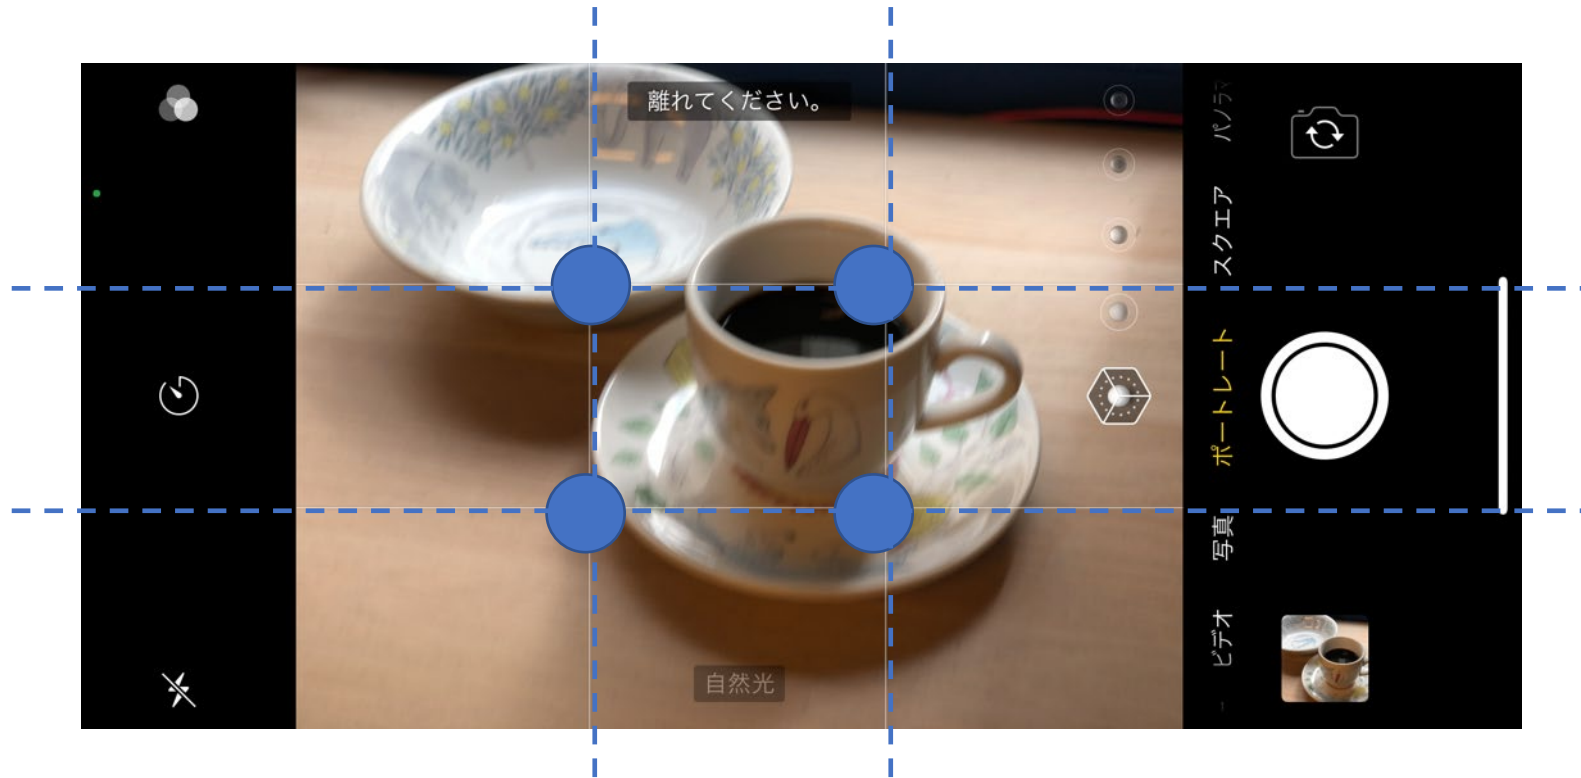 離れてください。
自然光
パノラマ
スクエア
ポートレート
写真
ビデオ